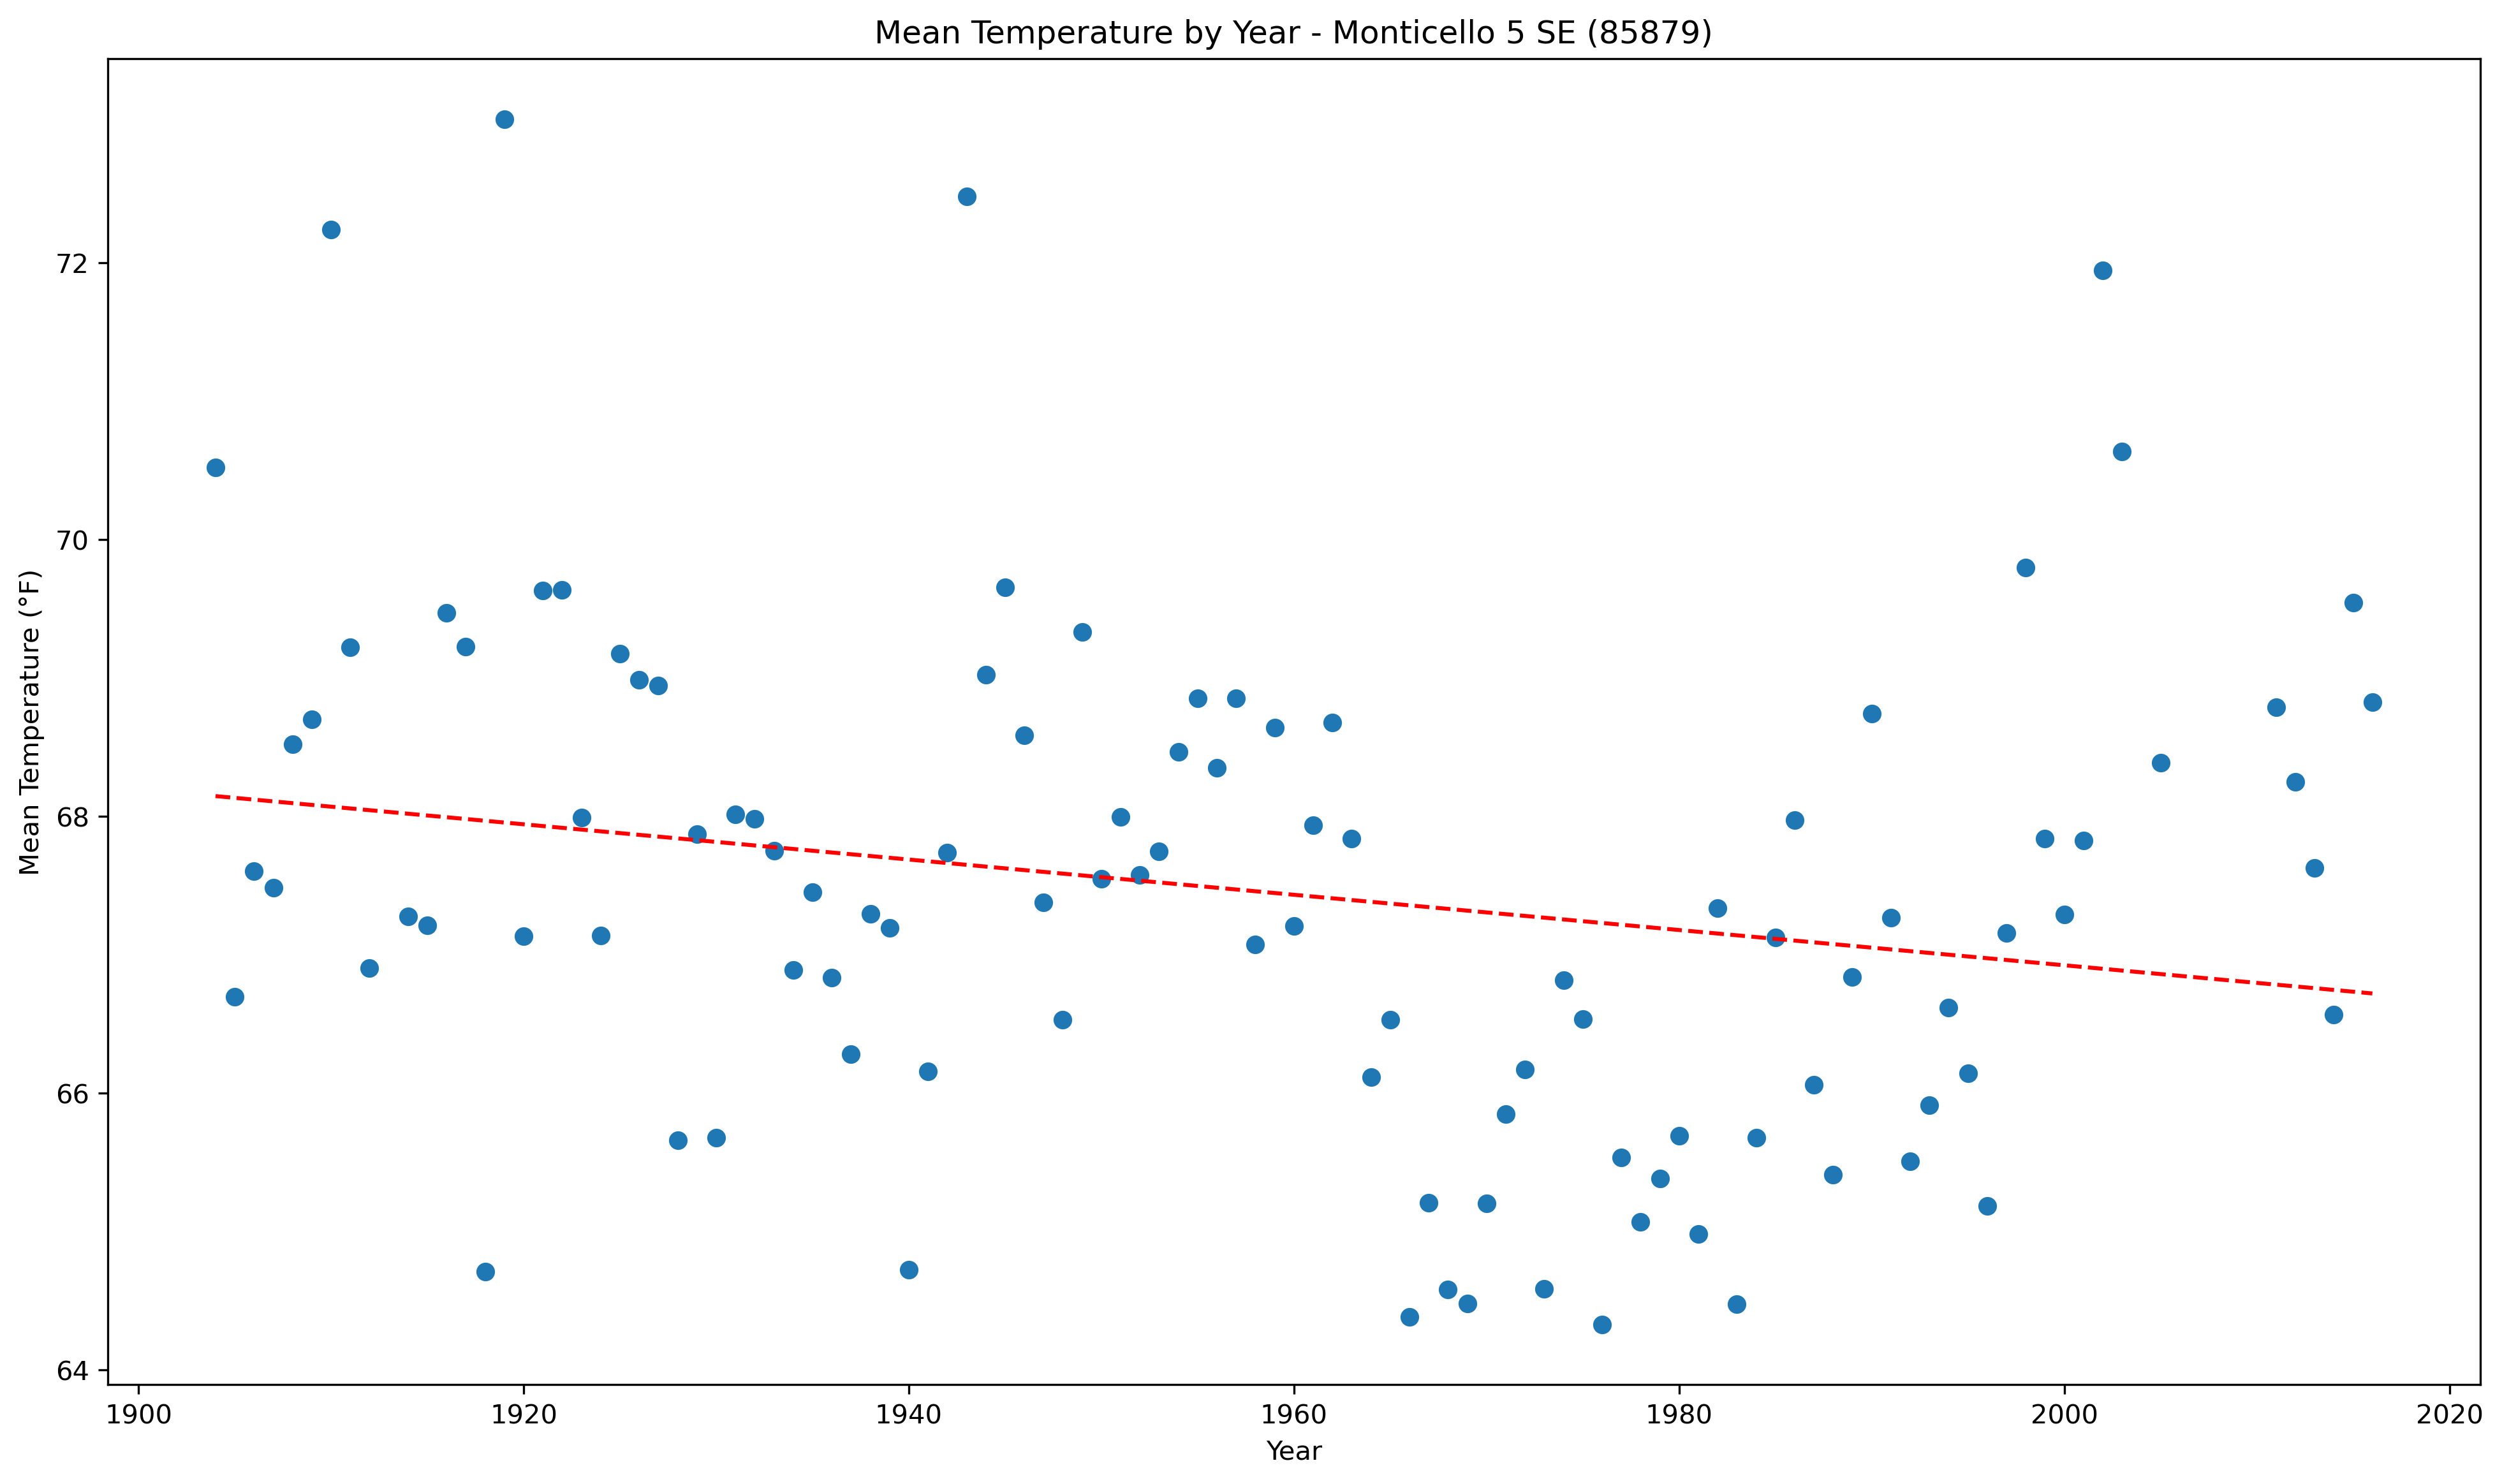 Mean Temperature by Year - Monticello 5 SE (85879)
Mean Temperature (°F)
72
70
68
66
64
1900 1920 1940 1960 1980 2000 2020
Year